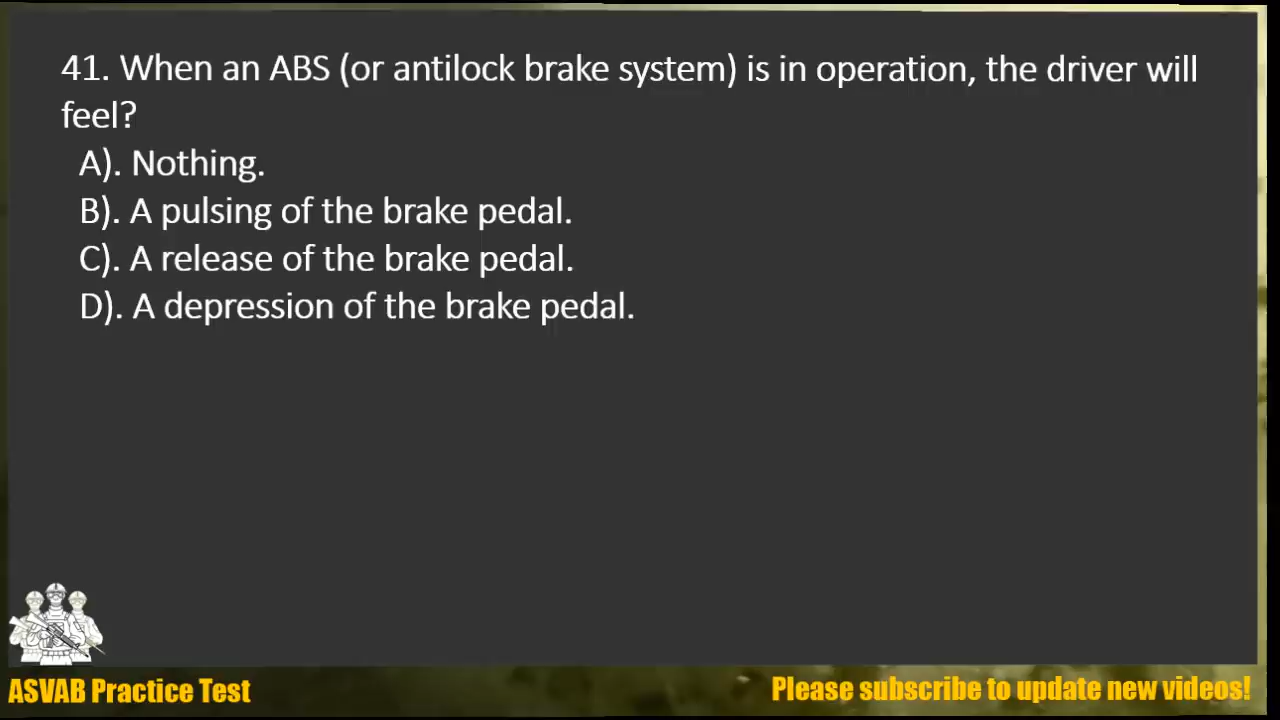 41. When an ABS (or antilock brake system) is in operation, the driver will
feel?
A). Nothing.
B). A pulsing of the brake pedal.
C). A release of the brake pedal.
D). A depression of the brake pedal.
ASVAB Practice Test
Please subscribe to update new videos!